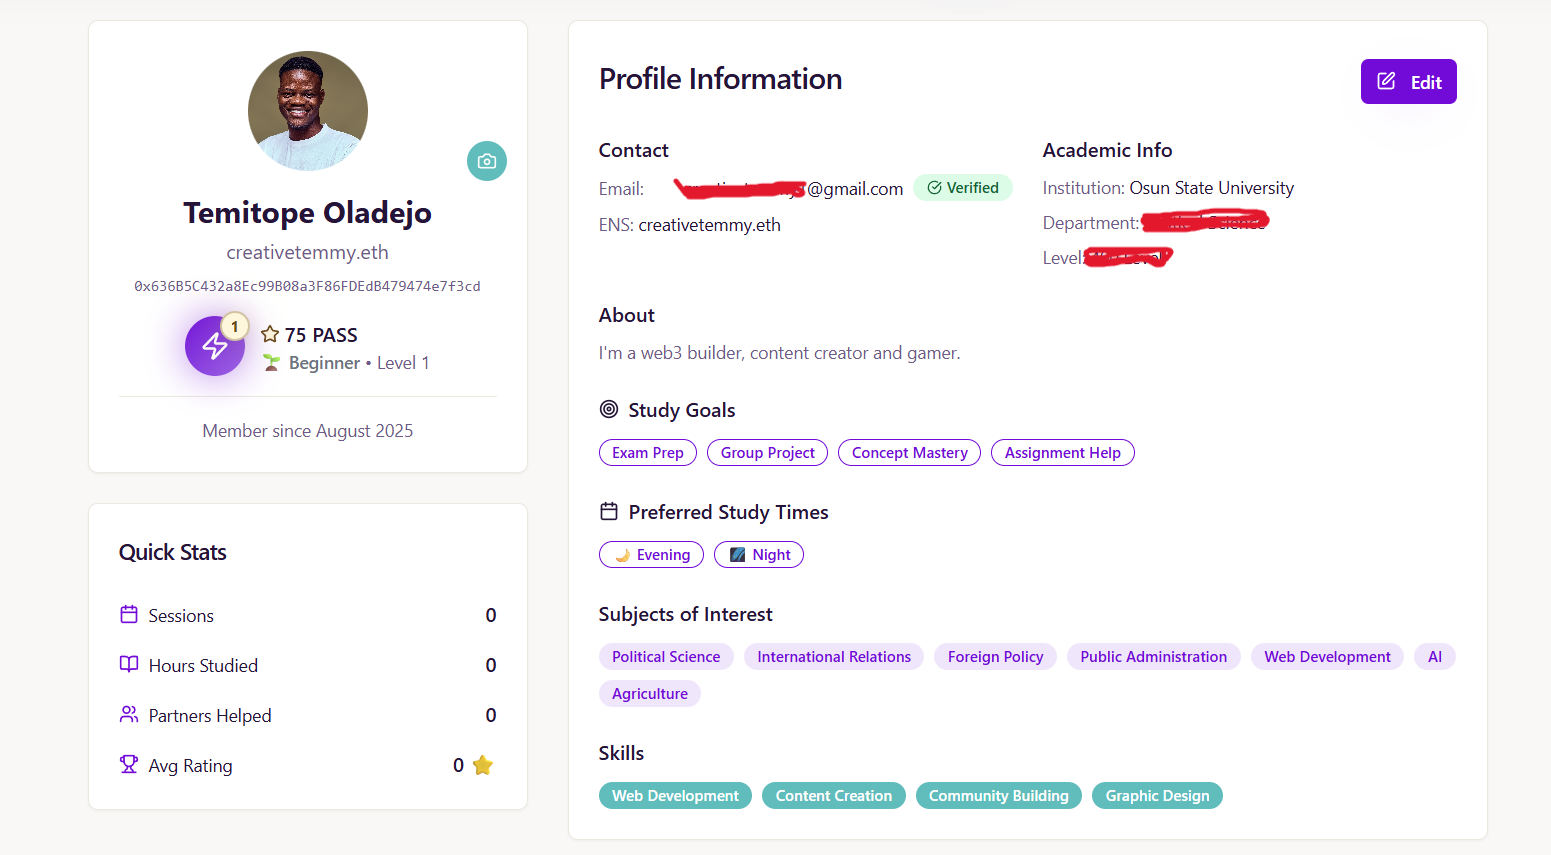 Temitope Oladejo
creativetemmy.eth
0x636B5C432a8Ec99B08a3F86FDEdB479474e7f3cd
1
75 PASS
Beginner • Level 1
Member since August 2025
Quick Stats
Sessions 0
Hours Studied 0
Partners Helped 0
Avg Rating 0
Profile Information
Edit
Contact
Email: @gmail.com Verified
ENS: creativetemmy.eth
Academic Info
Institution: Osun State University
Department:
Level:
About
I'm a web3 builder, content creator and gamer.
Study Goals
Exam Prep Group Project Concept Mastery Assignment Help
Preferred Study Times
Evening Night
Subjects of Interest
Political Science International Relations Foreign Policy Public Administration Web Development AI
Agriculture
Skills
Web Development Content Creation Community Building Graphic Design